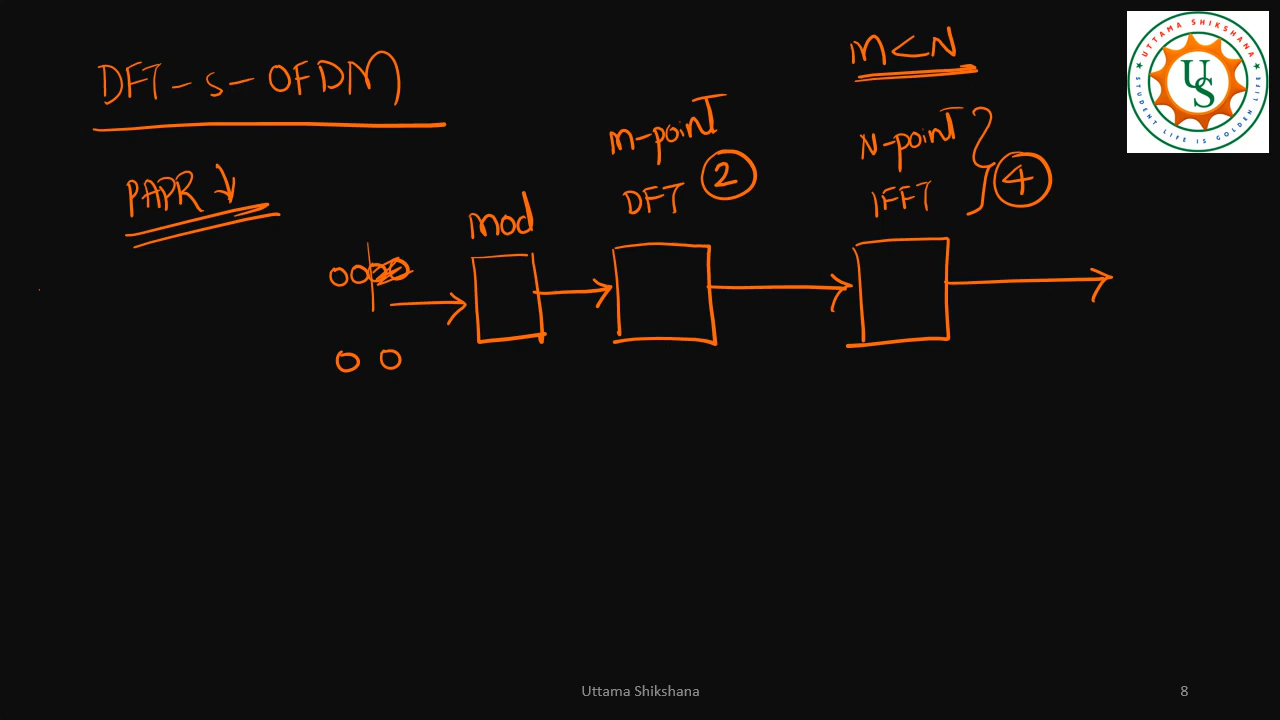 DFT-s-OFDM
m<N
PAPR↓
m-point
DFT
2
N-point
IFFT
4
mod
0000
0 0
UTTAMA SHIKSHANA
US
STUDENT LIFE IS GOLDEN LIFE
Uttama Shikshana
8